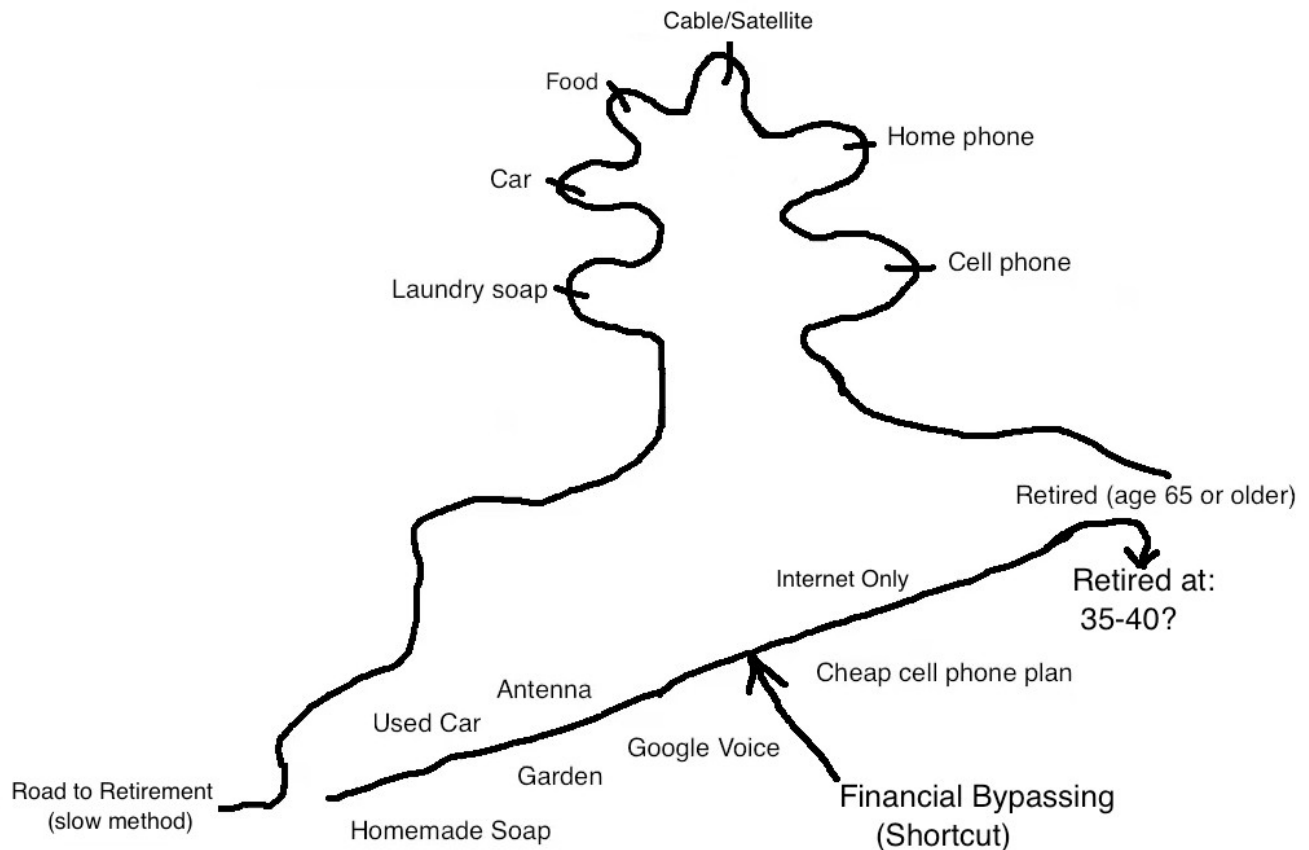 Cable/Satellite
Food
Home phone
Car
Cell phone
Laundry soap
Retired (age 65 or older)
Internet Only
Retired at:
35-40?
Cheap cell phone plan
Antenna
Used Car
Google Voice
Garden
Road to Retirement
(slow method)
Financial Bypassing
(Shortcut)
Homemade Soap